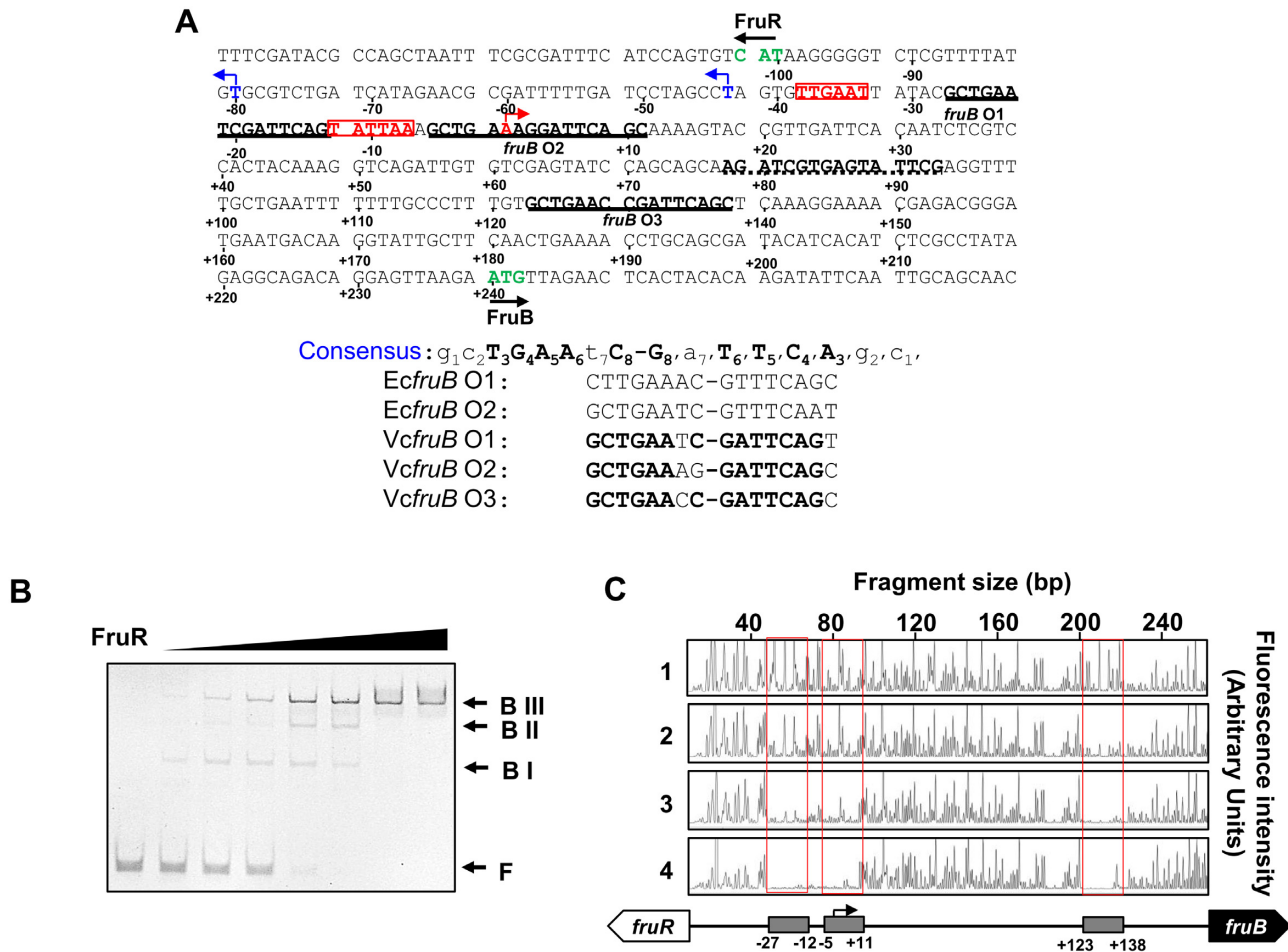 A
FruR
TTTCGATACG CCAGCTAATT TCGCGATTTC ATCCAGTGTC ATAAGGGGGT CTCGTTTTAT
-100 -90
GTGCGTCTGA TCATAGAACG CGATTTTTGA TCCTAGCCTA GTGTTGAATT ATACGCTGAA
-80 -70 -60 -50 -40 -30 fruB O1
TCGATTCAGT ATTAAAGCTG AAAGGATTCA GCAAAAGTAC CGTTGATTCA CAATCTCGTC
-20 -10 fruB O2 +10 +20 +30
CACTACAAAG GTCAGATTGT CGAGTATCCA GCAGCAAG ATCGTGAGTA TTCGAGGTTT
+40 +50 +60 +70 +80 +90
TGCTGAATTT TTTTGCCCTT TGTGCTGAAC CGATTCAGCT CAAAGGAAAA CGAGACGGGA
+100 +110 +120 fruB O3 +140 +150
TGAATGACAA GGTATTGCTT CAACTGAAAA CCTGCAGCGA TACATCACAT CTCGCCTATA
+160 +170 +180 +190 +200 +210
GAGGCAGACA GGAGTTAAGA ATGTTAGAACT CACTACACA AGATATTCAA TTGCAGCAAC
+220 +230 +240
FruB
Consensus : g1c2T3G4A5A6t7C8-G8,a7,T6,T5,C4,A3,g2,c1,
EcfruB O1 : CTTGAAAC-GTTTCAGC
EcfruB O2 : GCTGAATC-GTTTCAAT
VcfruB O1 : GCTGAATC-GATTCAGT
VcfruB O2 : GCTGAAAG-GATTCAGC
VcfruB O3 : GCTGAACC-GATTCAGC
B
FruR
B III
B II
B I
F
C
Fragment size (bp)
40 80 120 160 200 240
1
2
3
4
Fluorescence intensity
(Arbitrary Units)
fruR fruB
-27 -12 -5 +11 +123 +138